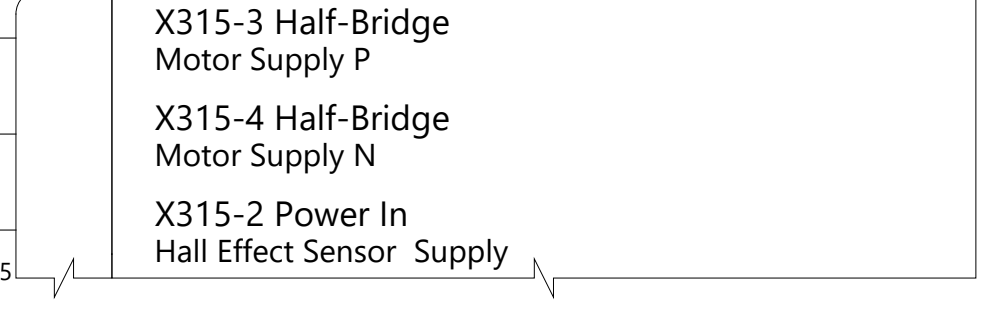 X315-3 Half-Bridge
Motor Supply P
X315-4 Half-Bridge
Motor Supply N
X315-2 Power In
Hall Effect Sensor  Supply
5